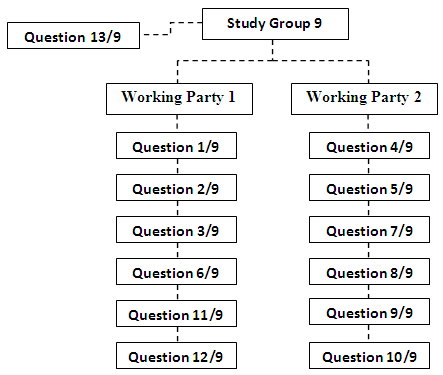 Study Group 9
Question 13/9
Working Party 1
Working Party 2
Question 1/9
Question 2/9
Question 3/9
Question 6/9
Question 11/9
Question 12/9
Question 4/9
Question 5/9
Question 7/9
Question 8/9
Question 9/9
Question 10/9